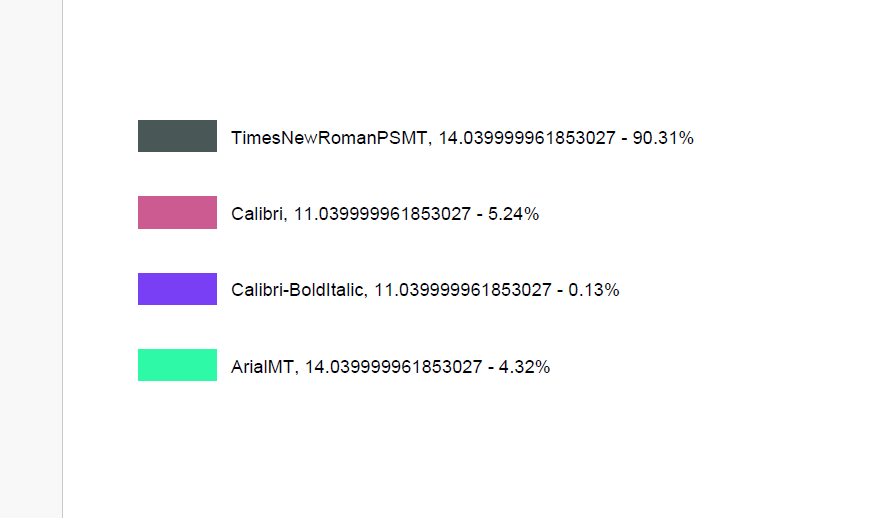 TimesNewRomanPSMT, 14.039999961853027 - 90.31%
Calibri, 11.039999961853027 - 5.24%
Calibri-BoldItalic, 11.039999961853027 - 0.13%
ArialMT, 14.039999961853027 - 4.32%